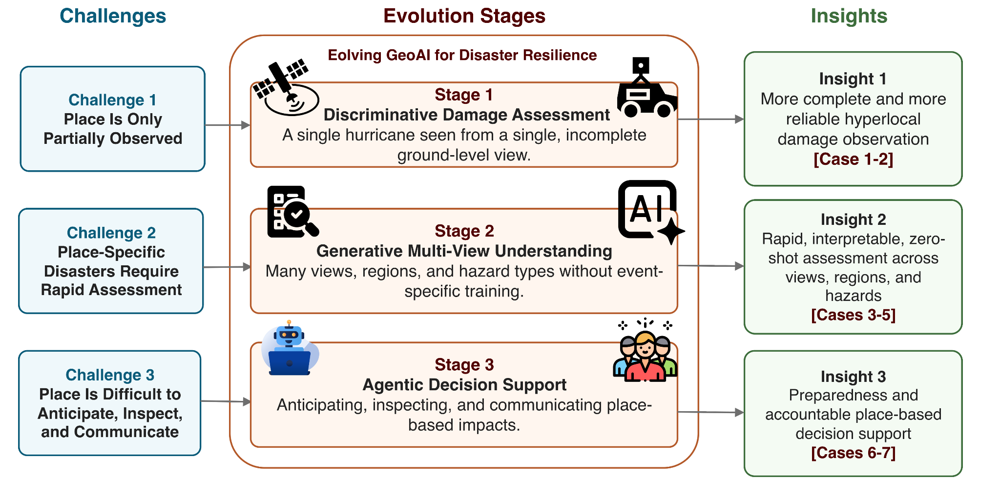 Challenges
Evolution Stages
Insights
Eolving GeoAI for Disaster Resilience
Challenge 1
Place Is Only
Partially Observed
Stage 1
Discriminative Damage Assessment
A single hurricane seen from a single, incomplete
ground-level view.
Insight 1
More complete and more
reliable hyperlocal
damage observation
[Case 1-2]
Challenge 2
Place-Specific
Disasters Require
Rapid Assessment
AI
Stage 2
Generative Multi-View Understanding
Many views, regions, and hazard types without event-
specific training.
Insight 2
Rapid, interpretable, zero-
shot assessment across
views, regions, and
hazards
[Cases 3-5]
Challenge 3
Place Is Difficult to
Anticipate, Inspect,
and Communicate
Stage 3
Agentic Decision Support
Anticipating, inspecting, and communicating place-
based impacts.
Insight 3
Preparedness and
accountable place-based
decision support
[Cases 6-7]